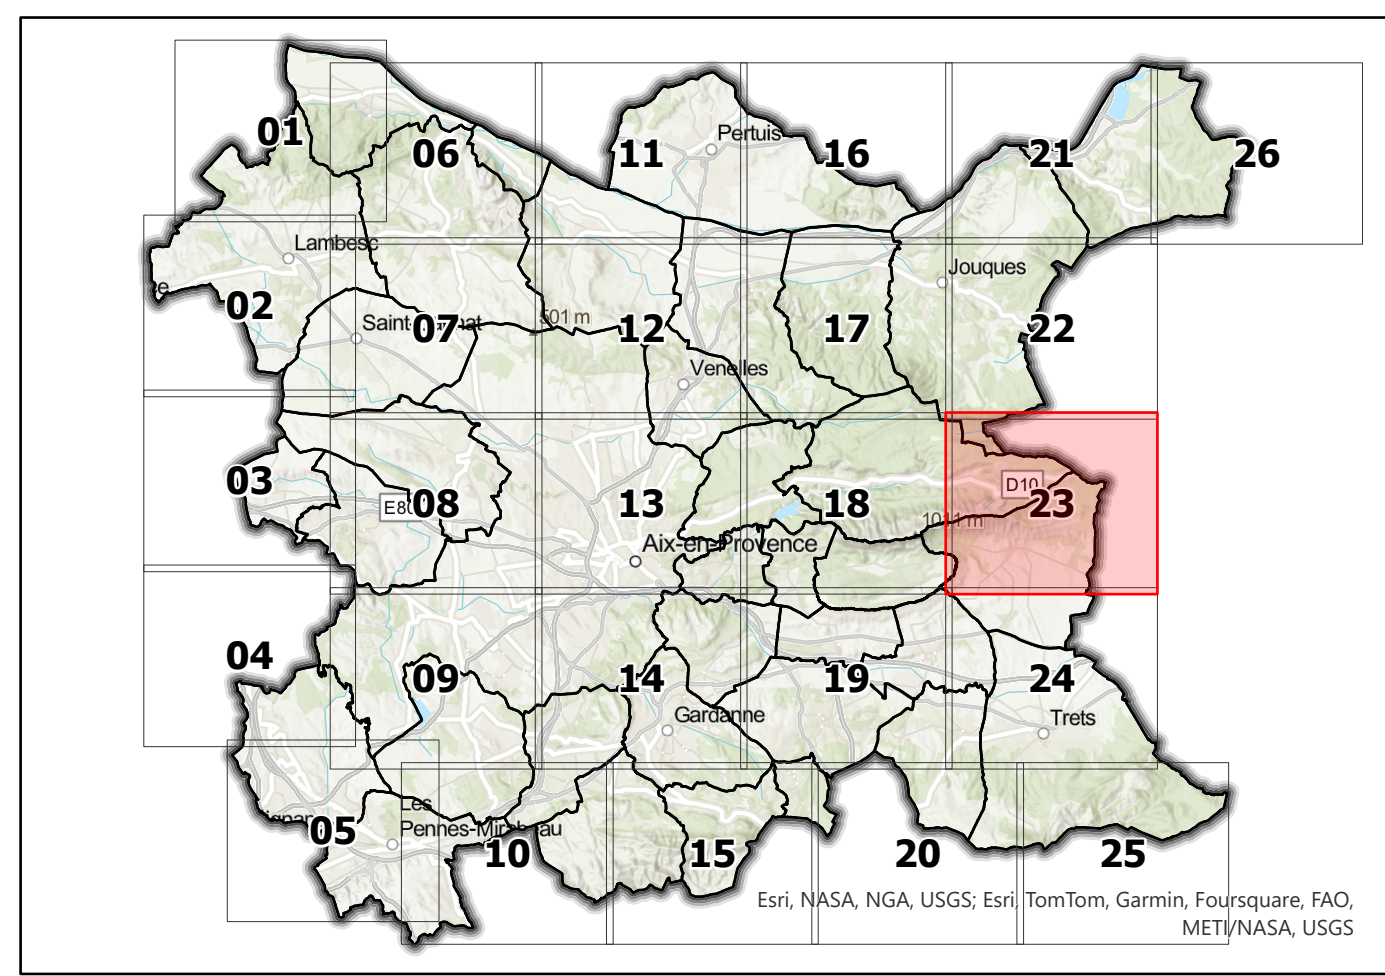 01
06
11
Pertuis
16
21
26
Lambesc
Jouques
02
07
501 m
12
17
22
Venelles
03
E80
08
13
18
D10
23
Aix-en-Provence
04
09
14
19
24
Gardanne
Trets
05
Les
Pennes-Mirabeau
10
15
20
25
Esri, NASA, NGA, USGS; Esri, TomTom, Garmin, Foursquare, FAO,
METI/NASA, USGS